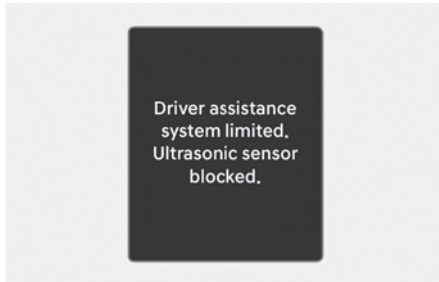 Driver assistance
system limited.
Ultrasonic sensor
blocked.